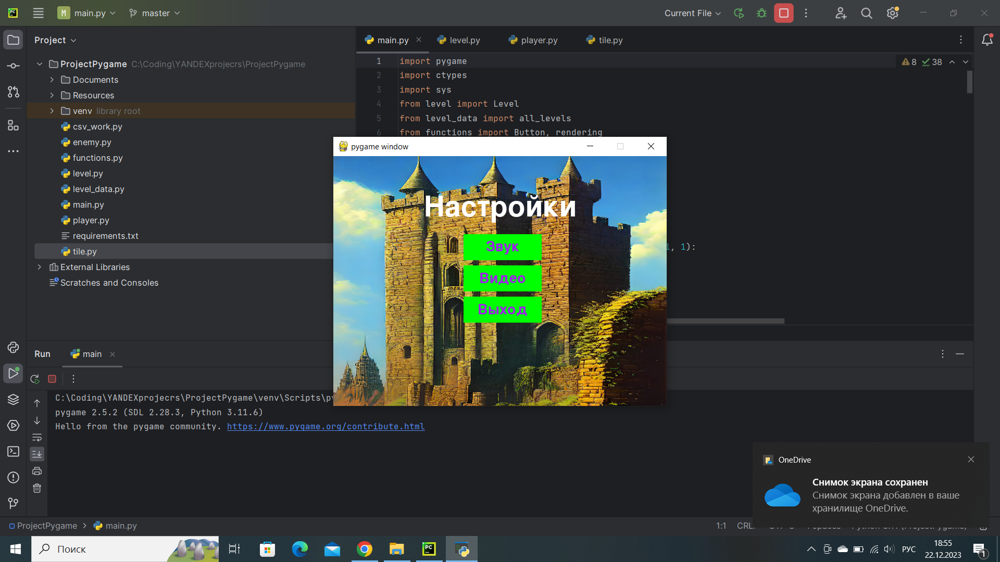 M main.py master Current File
Project
main.py level.py player.py tile.py
ProjectPygame C:\Coding\YANDEXprojecrs\ProjectPygame
Documents
Resources
venv library root
csv_work.py
enemy.py
functions.py
level.py
level_data.py
main.py
player.py
requirements.txt
tile.py
External Libraries
Scratches and Consoles
8 38
1 import pygame
2 import ctypes
3 import sys
4 from level import Level
5 from level_data import all_levels
6 from functions import Button, rendering
1, 1):
pygame window
Настройки
Звук
Видео
Выход
Run main
C:\Coding\YANDEXprojecrs\ProjectPygame\venv\Scripts\py
pygame 2.5.2 (SDL 2.28.3, Python 3.11.6)
Hello from the pygame community. https://www.pygame.org/contribute.html
OneDrive
Снимок экрана сохранен
Снимок экрана добавлен в ваше
хранилище OneDrive.
ProjectPygame main.py
1:1
Поиск
PC
РУС
18:55
22.12.2023
1